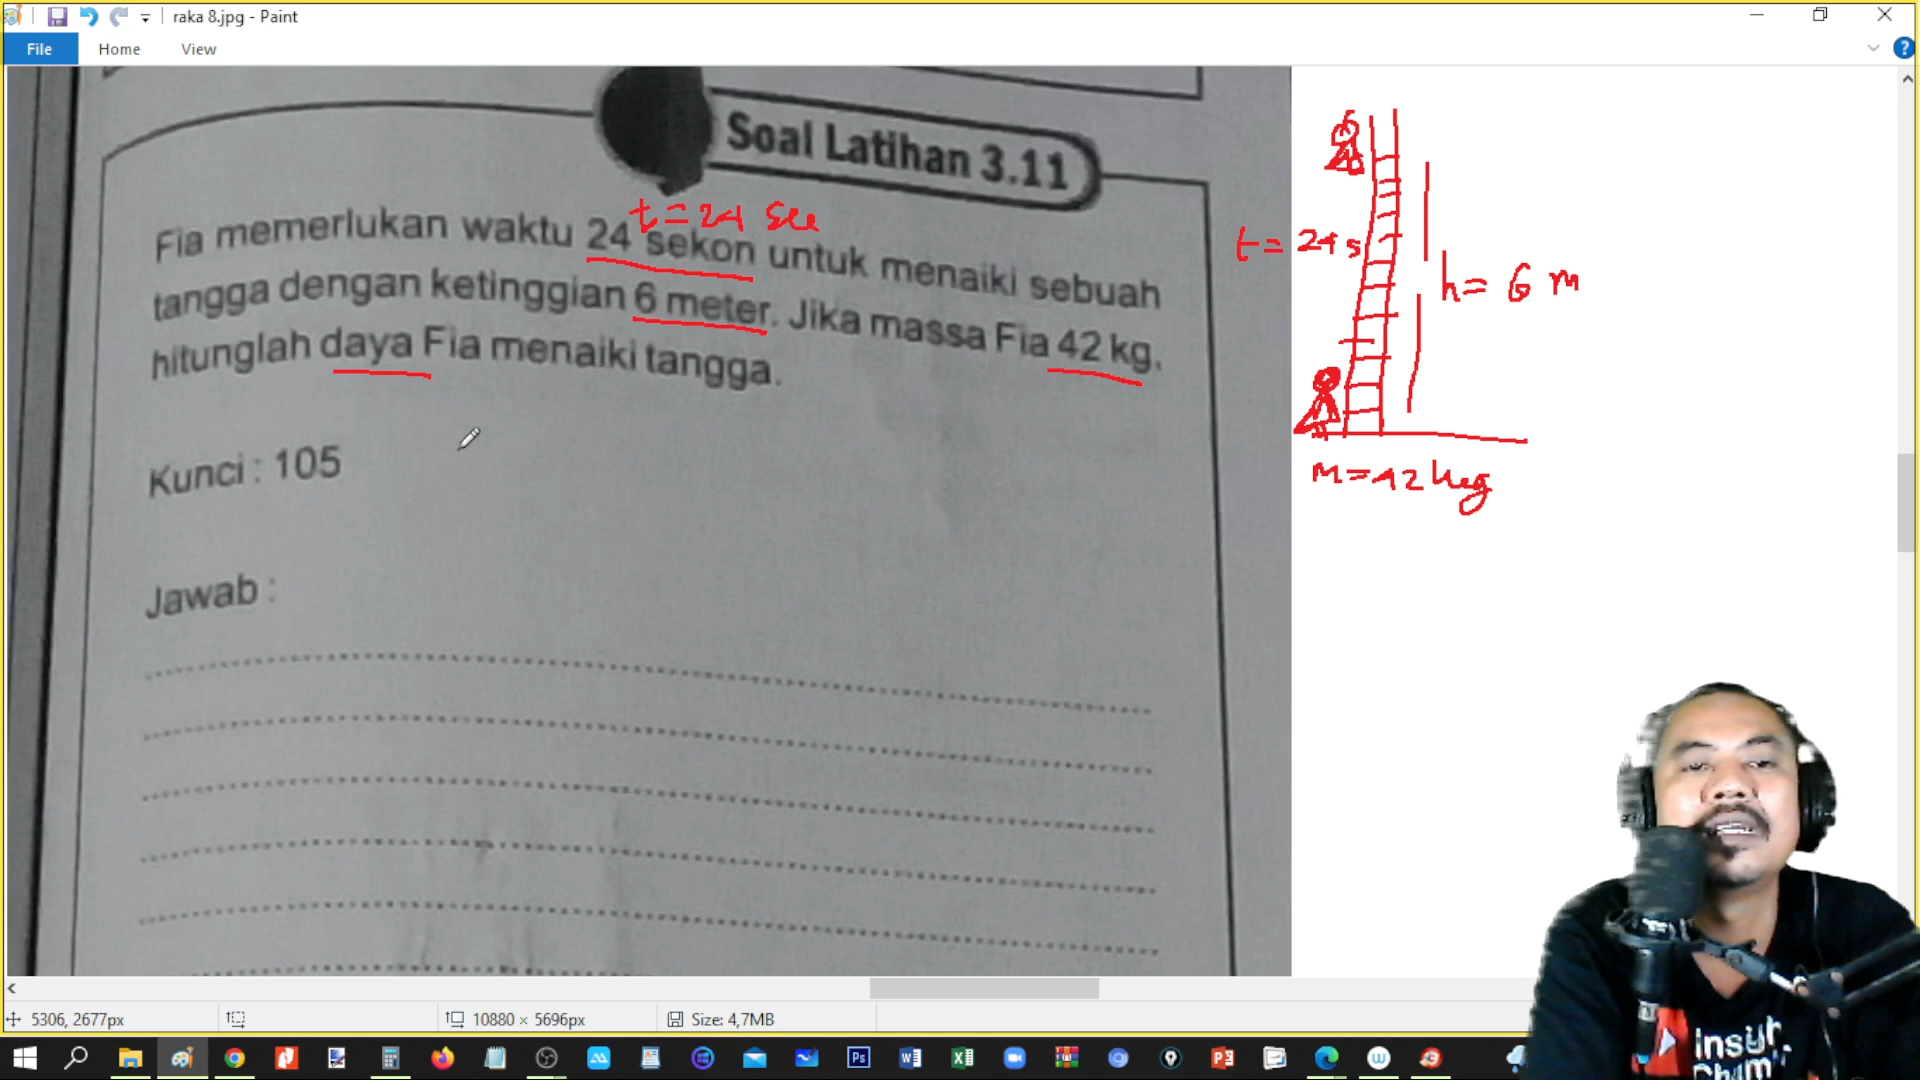 raka 8.jpg - Paint
File
Home
View
Soal Latihan 3.11
t = 24 sec
Fia memerlukan waktu 24 sekon untuk menaiki sebuah
tangga dengan ketinggian 6 meter. Jika massa Fia 42 kg,
hitunglah daya Fia menaiki tangga.
Kunci : 105
Jawab :
t = 24 s
h = 6 m
m = 42 kg
5306, 2677px
10880 × 5696px
Size: 4,7MB